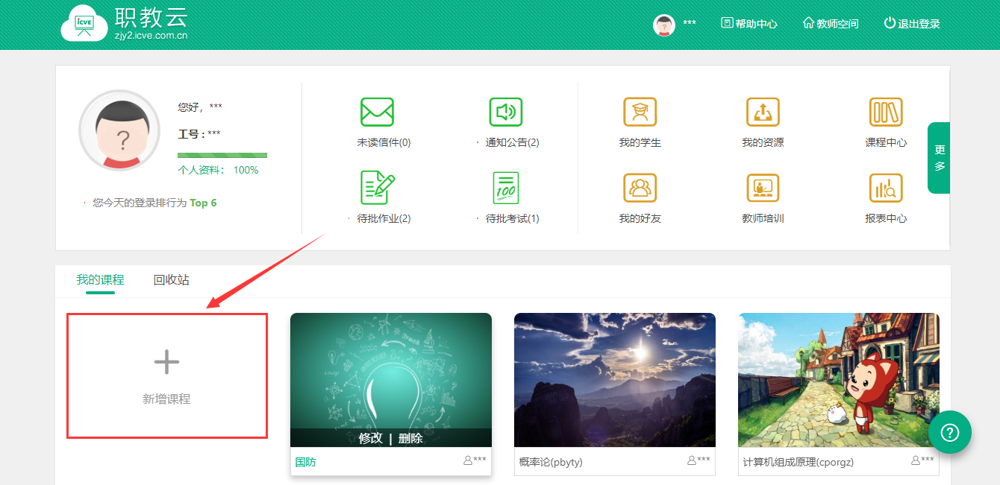 icve
职教云
zjy2.icve.com.cn
***
帮助中心
教师空间
退出登录
您好，***
工号：***
个人资料： 100%
· 您今天的登录排行为 Top 6
未读信件(0)
· 通知公告(2)
我的学生
我的资源
课程中心
更多
· 待批作业(2)
100
· 待批考试(1)
我的好友
教师培训
报表中心
我的课程
回收站
新增课程
修改 | 删除
国防
***
概率论(pbyty)
***
计算机组成原理(cporgz)
***